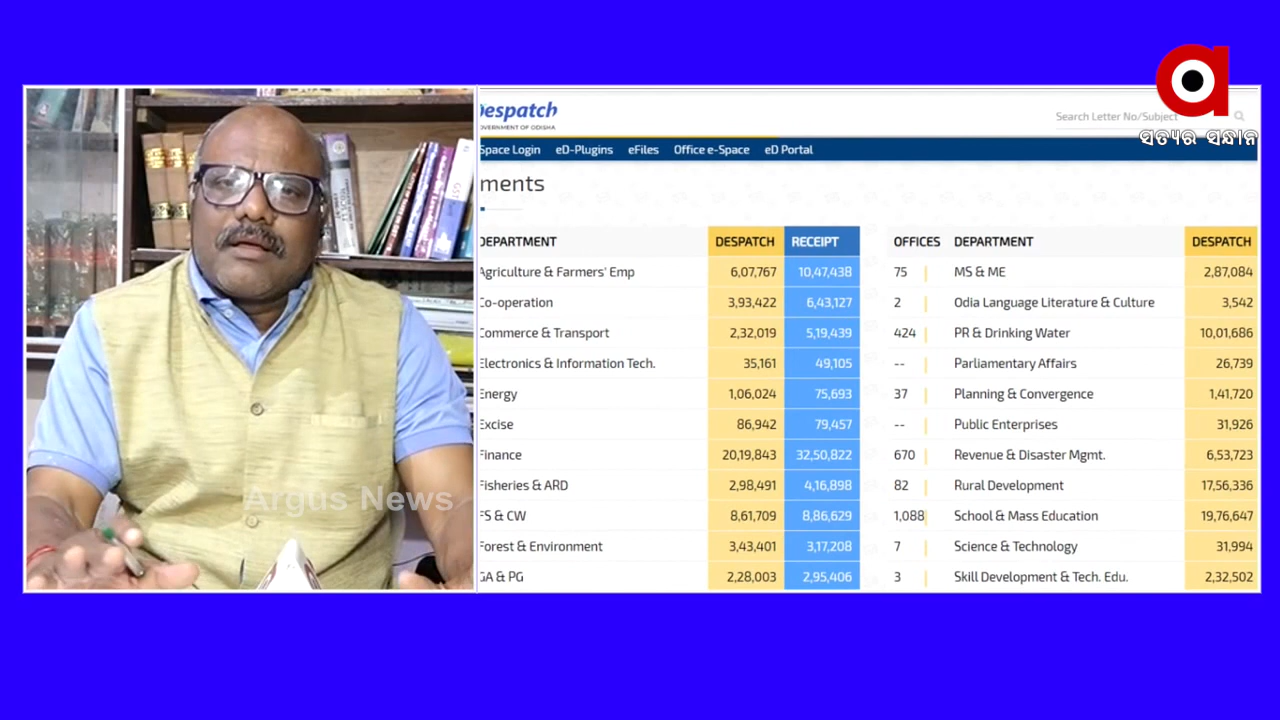 Despatch
GOVERNMENT OF ODISHA
Search Letter No/Subject
ସତ୍ୟର ସନ୍ଧାନ
Space Login eD-Plugins eFiles Office e-Space eD Portal
ments
DEPARTMENT DESPATCH RECEIPT OFFICES DEPARTMENT DESPATCH
Agriculture & Farmers' Emp 6,07,767 10,47,438 75 MS & ME 2,87,084
Co-operation 3,93,422 6,43,127 2 Odia Language Literature & Culture 3,542
Commerce & Transport 2,32,019 5,19,439 424 PR & Drinking Water 10,01,686
Electronics & Information Tech. 35,161 49,105 -- Parliamentary Affairs 26,739
Energy 1,06,024 75,693 37 Planning & Convergence 1,41,720
Excise 86,942 79,457 -- Public Enterprises 31,926
Finance 20,19,843 32,50,822 670 Revenue & Disaster Mgmt. 6,53,723
Fisheries & ARD 2,98,491 4,16,898 82 Rural Development 17,56,336
FS & CW 8,61,709 8,86,629 1,088 School & Mass Education 19,76,647
Forest & Environment 3,43,401 3,17,208 7 Science & Technology 31,994
GA & PG 2,28,003 2,95,406 3 Skill Development & Tech. Edu. 2,32,502
Argus News
GST